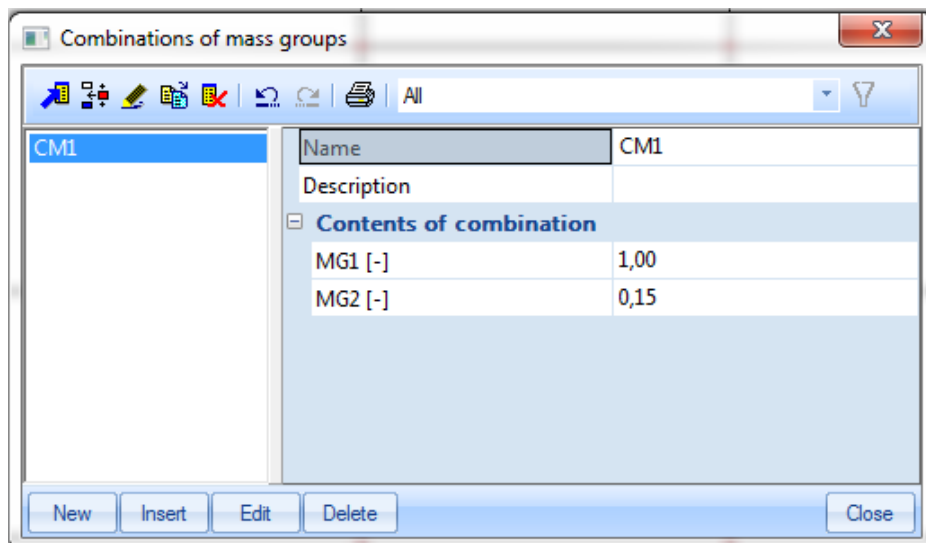 Combinations of mass groups
All
CM1
Name CM1
Description
Contents of combination
MG1 [-] 1,00
MG2 [-] 0,15
New Insert Edit Delete Close